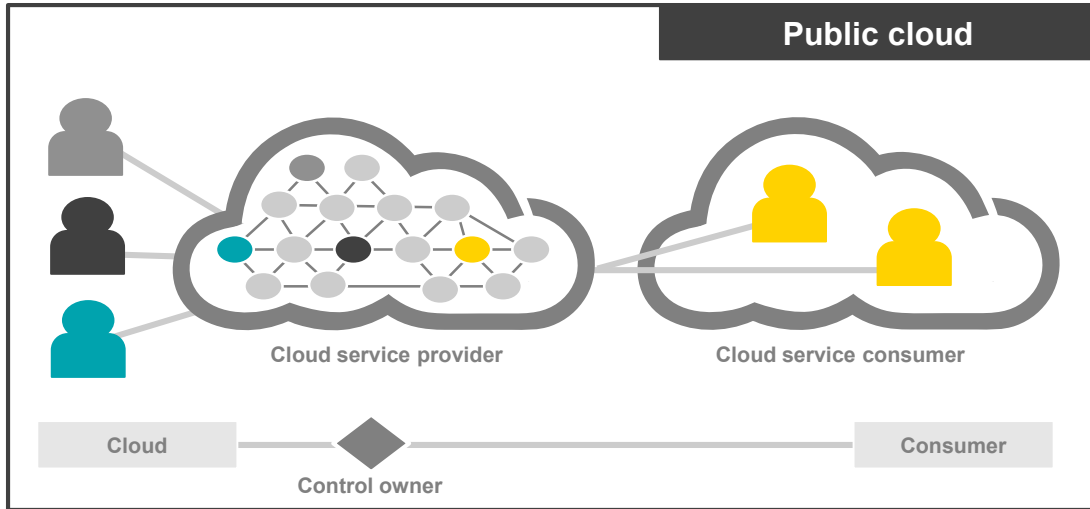 Public cloud
Cloud service provider
Cloud service consumer
Cloud
Consumer
Control owner